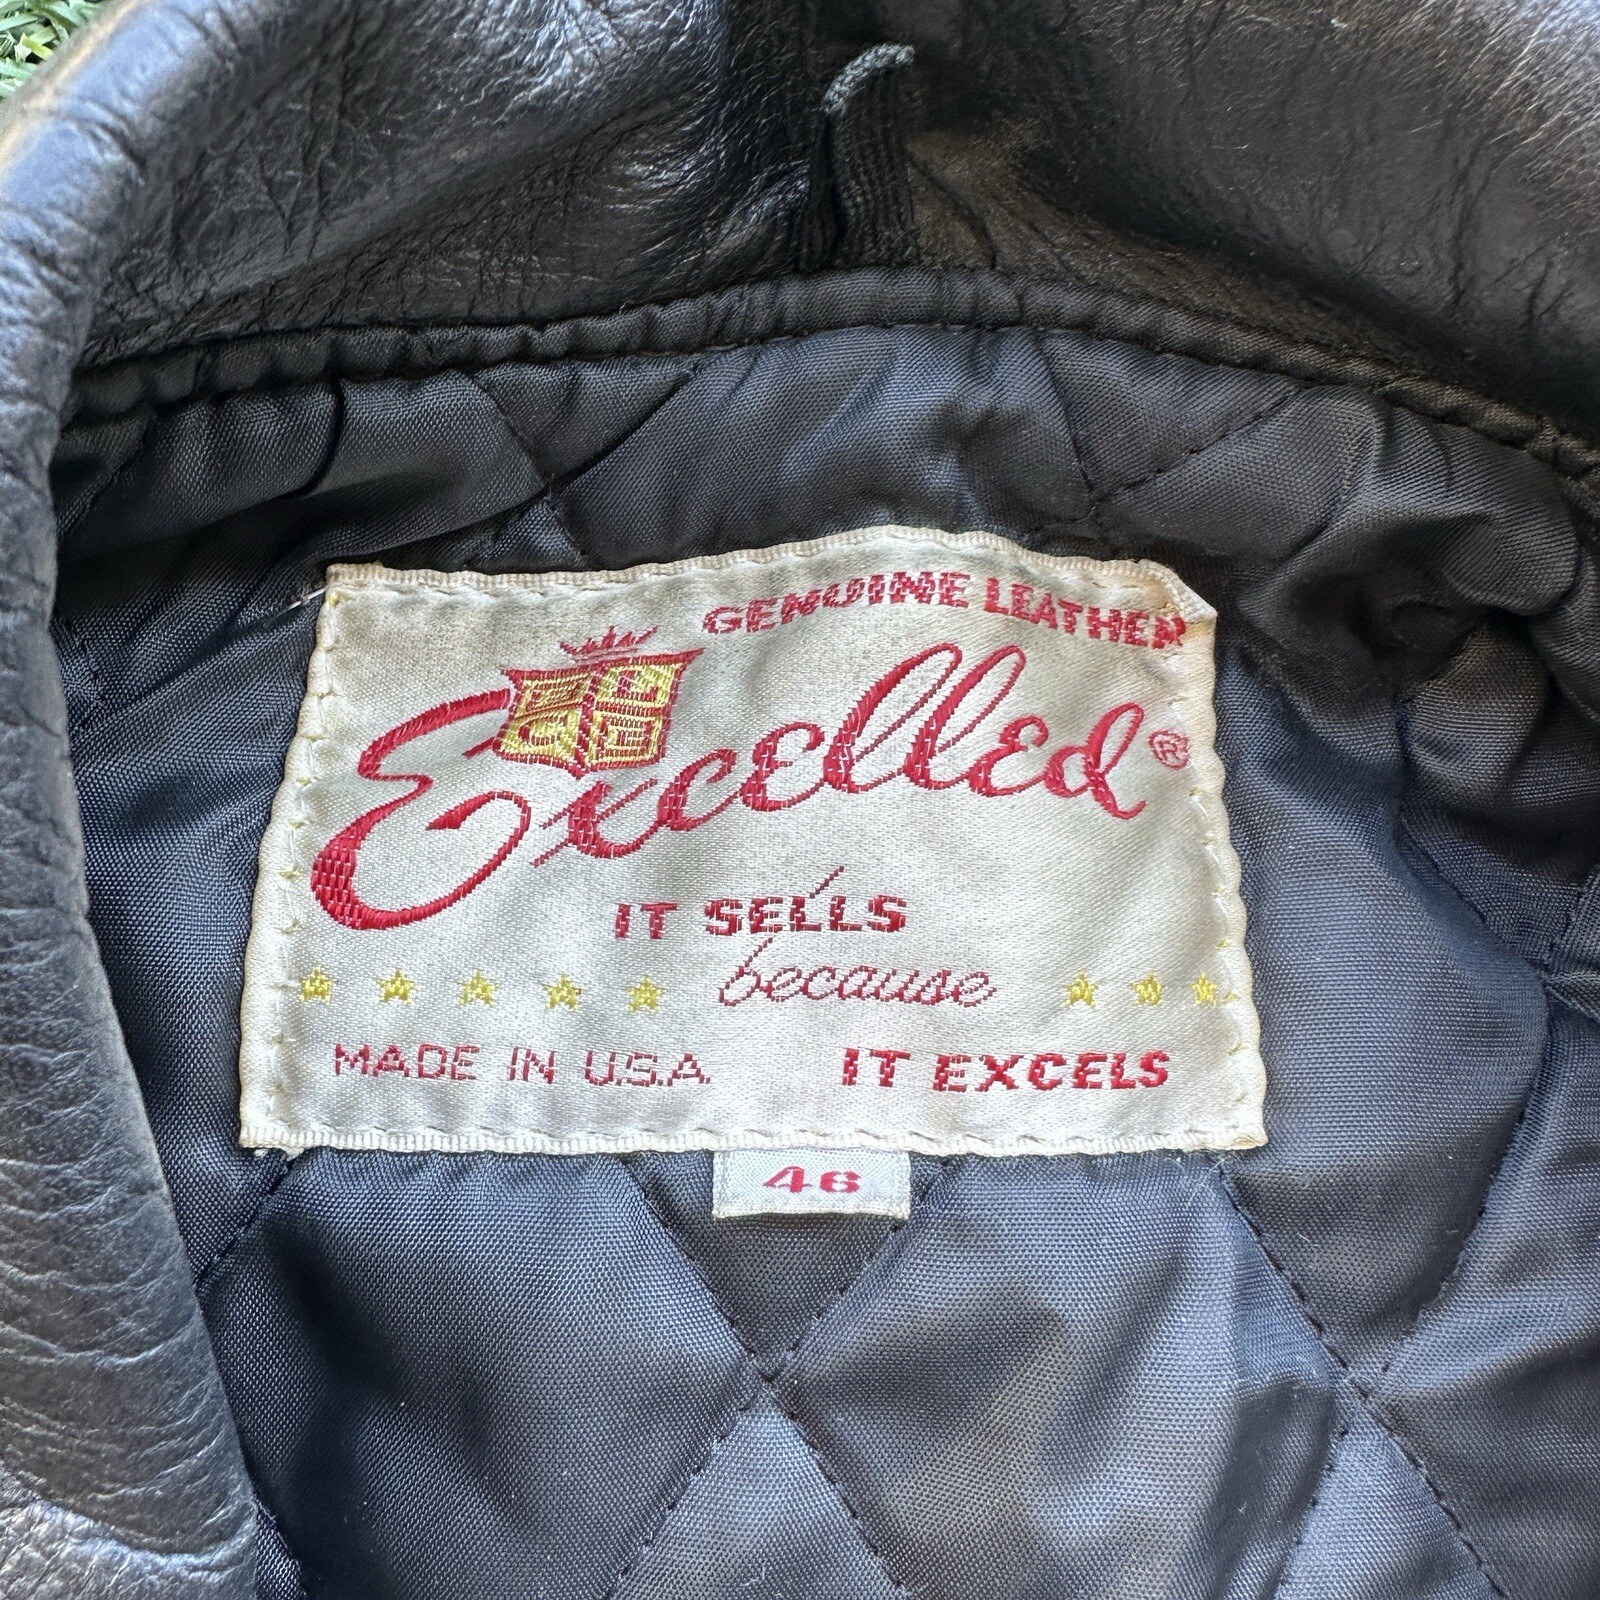 GENUINE LEATHER
Excelled®
IT SELLS
because
MADE IN U.S.A. IT EXCELS
46